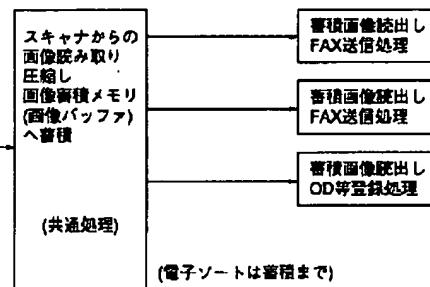 スキャナからの
画像読み取り
圧縮し
画像蓄積メモリ
(画像バッファ)
へ蓄積
(共通処理)
蓄積画像読出し
FAX送信処理
蓄積画像読出し
FAX送信処理
蓄積画像読出し
OD等登録処理
(電子ソートは蓄積まで)